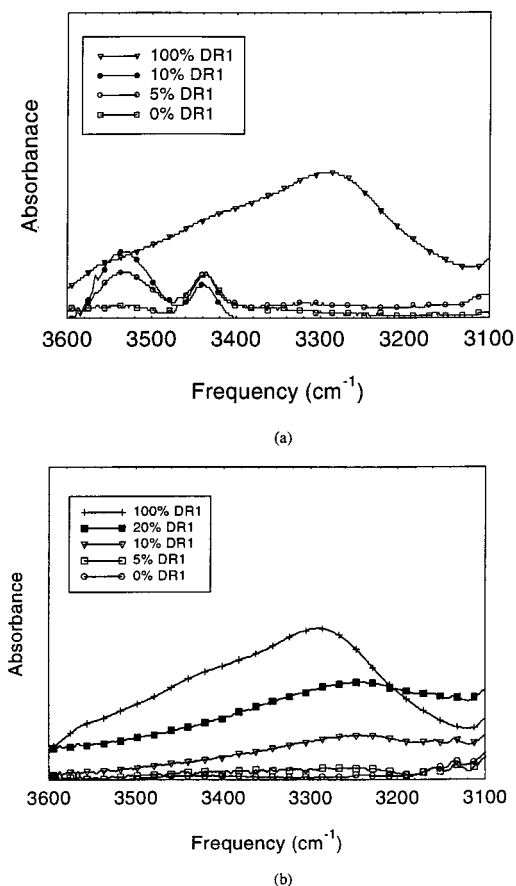 100% DR1
10% DR1
5% DR1
0% DR1
Absorbanace
3600 3500 3400 3300 3200 3100
Frequency (cm⁻¹)
(a)
100% DR1
20% DR1
10% DR1
5% DR1
0% DR1
Absorbance
3600 3500 3400 3300 3200 3100
Frequency (cm⁻¹)
(b)